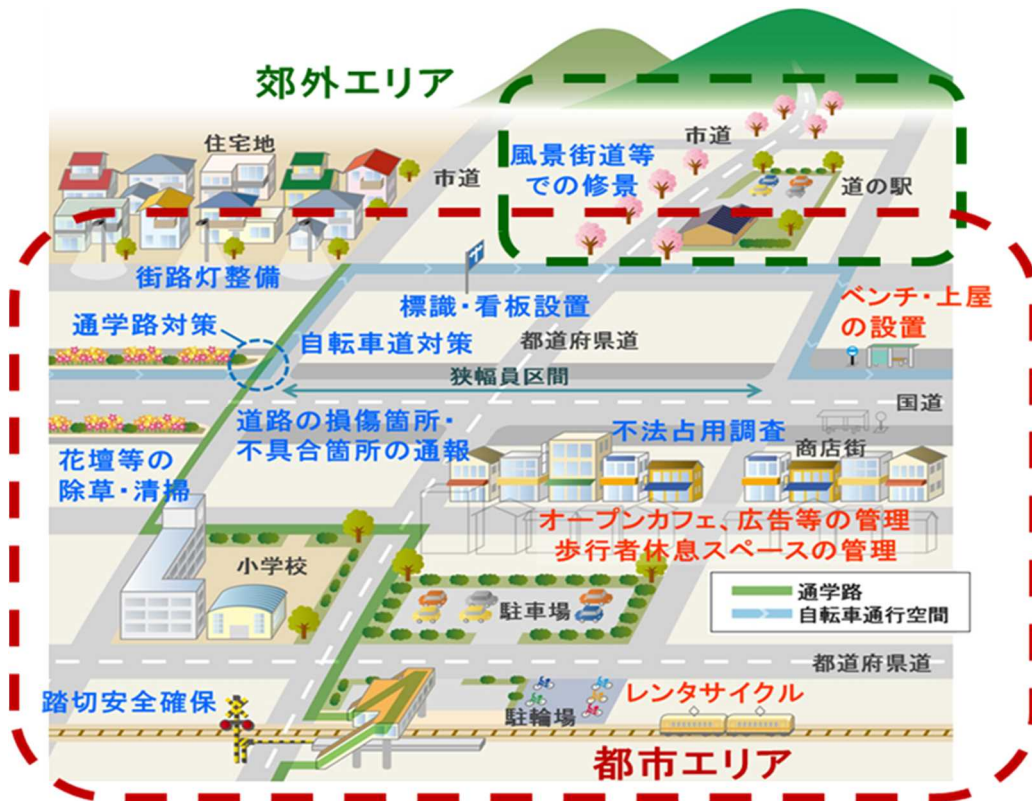 郊外エリア
住宅地
市道
市道
風景街道等
での修景
道の駅
街路灯整備
標識・看板設置
ベンチ・上屋
の設置
通学路対策
自転車道対策
都道府県道
狭幅員区間
国道
道路の損傷箇所・
不具合箇所の通報
不法占用調査
商店街
花壇等の
除草・清掃
オープンカフェ、広告等の管理
歩行者休息スペースの管理
小学校
駐車場
通学路
自転車通行空間
都道府県道
踏切安全確保
駐輪場
レンタサイクル
都市エリア